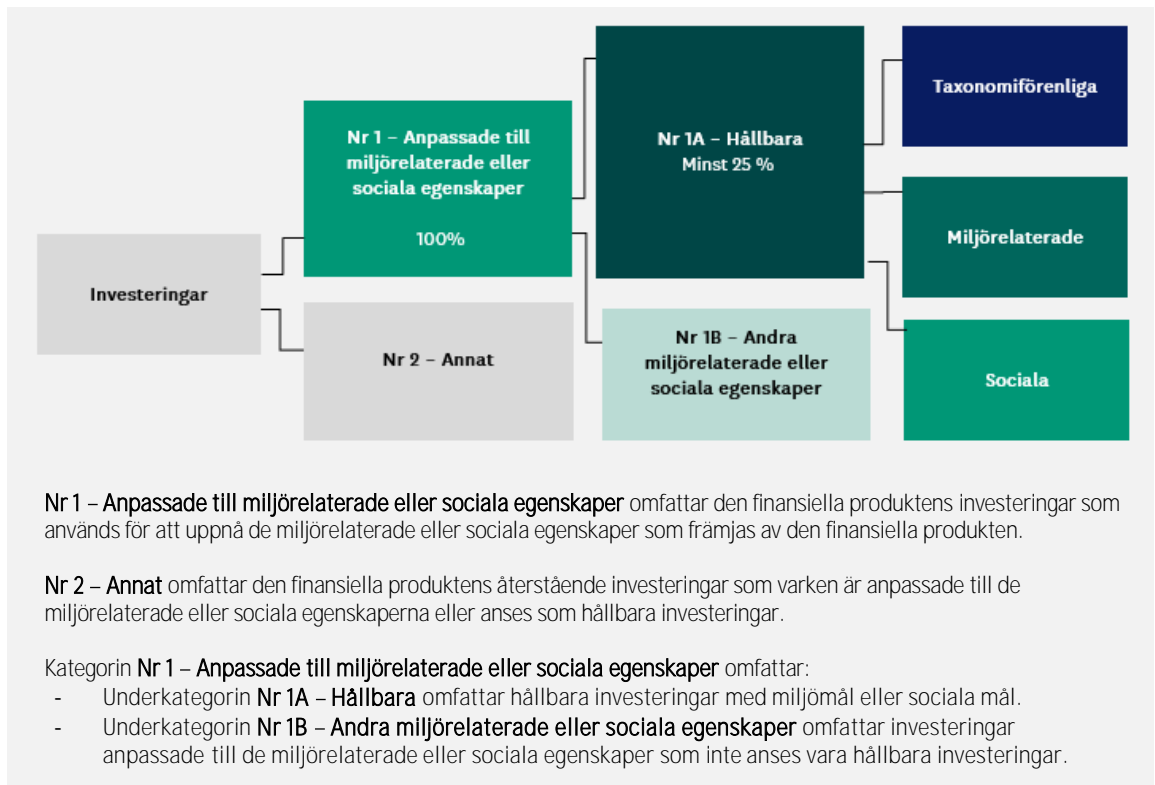 Investeringar
Nr 1 – Anpassade till
miljörelaterade eller
sociala egenskaper
100%
Nr 2 – Annat
Nr 1A – Hållbara
Minst 25 %
Nr 1B – Andra
miljörelaterade eller
sociala egenskaper
Taxonomiförenliga
Miljörelaterade
Sociala
Nr 1 – Anpassade till miljörelaterade eller sociala egenskaper omfattar den finansiella produktens investeringar som
används för att uppnå de miljörelaterade eller sociala egenskaper som främjas av den finansiella produkten.
Nr 2 – Annat omfattar den finansiella produktens återstående investeringar som varken är anpassade till de
miljörelaterade eller sociala egenskaperna eller anses som hållbara investeringar.
Kategorin Nr 1 – Anpassade till miljörelaterade eller sociala egenskaper omfattar:
- Underkategorin Nr 1A – Hållbara omfattar hållbara investeringar med miljömål eller sociala mål.
- Underkategorin Nr 1B – Andra miljörelaterade eller sociala egenskaper omfattar investeringar
anpassade till de miljörelaterade eller sociala egenskaper som inte anses vara hållbara investeringar.